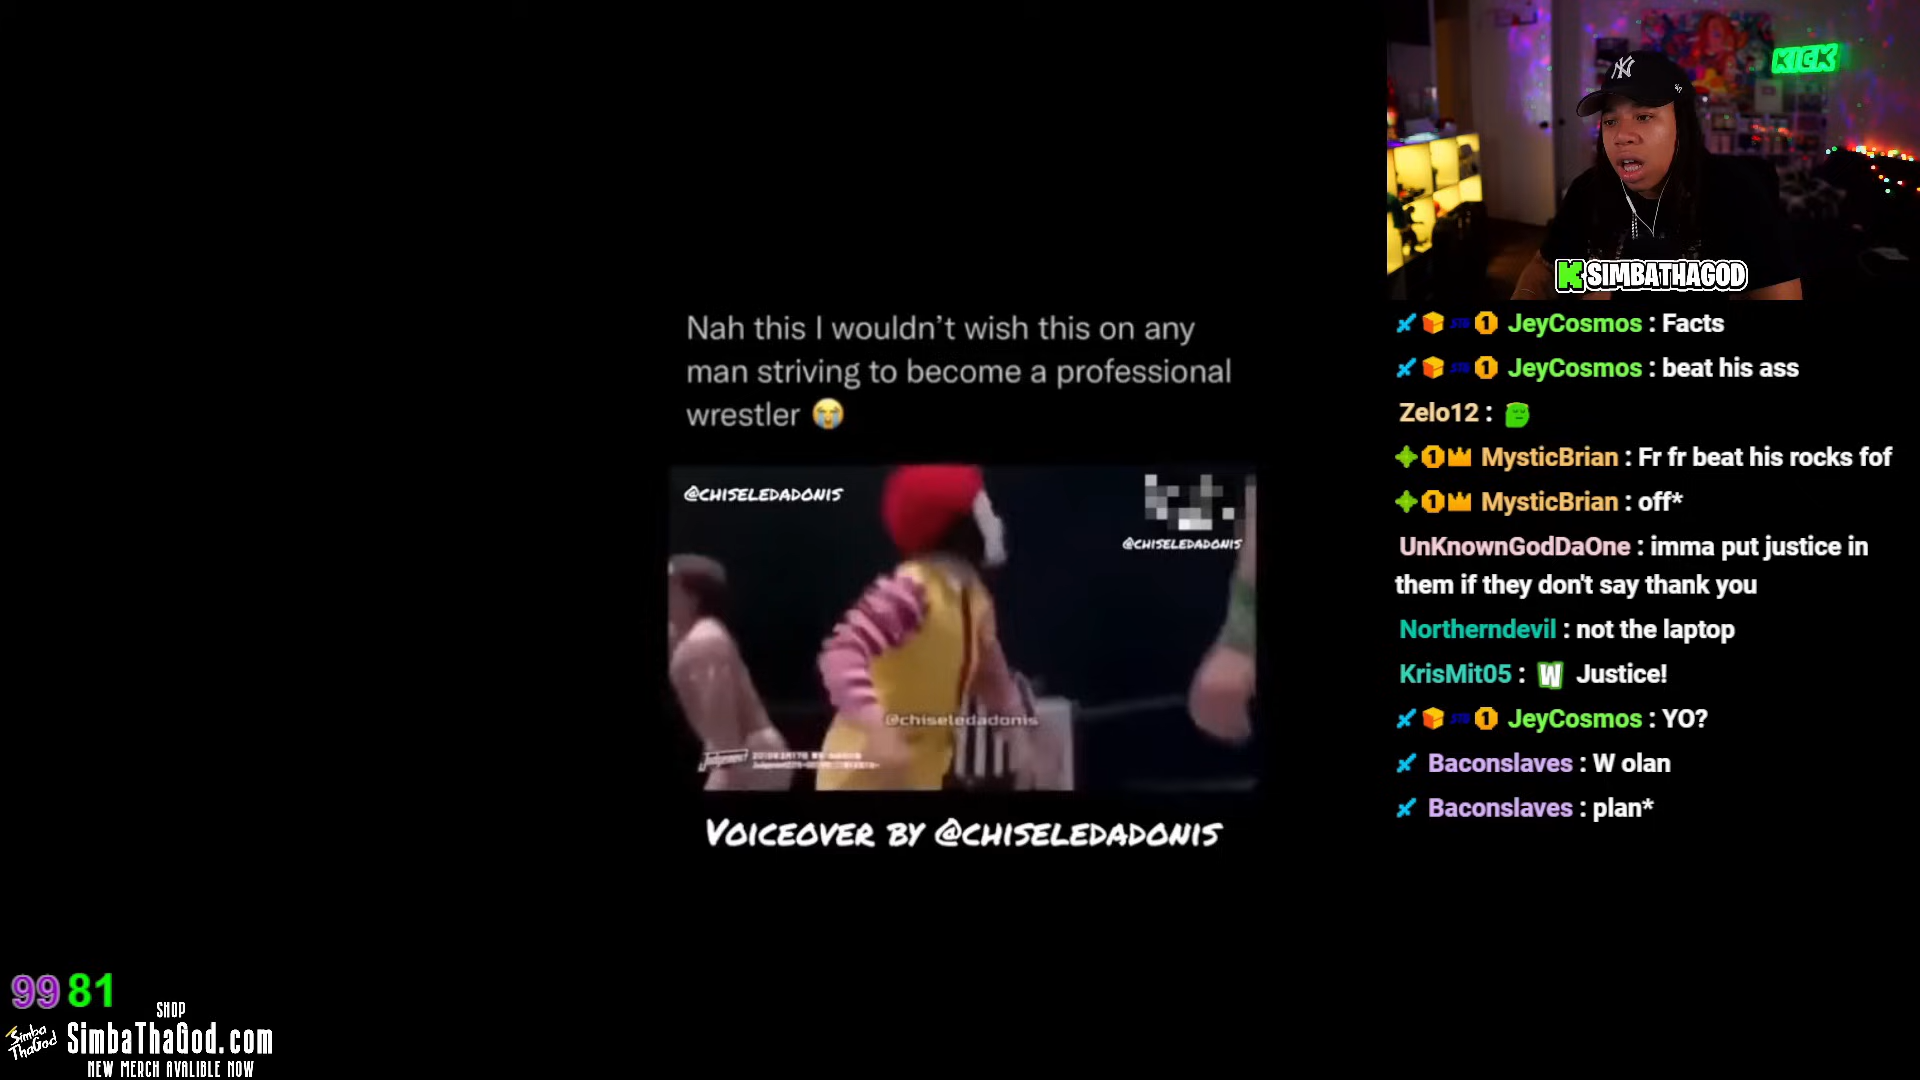 NY
KICK
SIMBATHAGOD
Nah this I wouldn't wish this on any
man striving to become a professional
wrestler 😭
@CHISELEDADONIS
@CHISELEDADONIS
@chiseledadonis
VOICEOVER BY @CHISELEDADONIS
JeyCosmos : Facts
JeyCosmos : beat his ass
Zelo12 :
MysticBrian : Fr fr beat his rocks fof
MysticBrian : off*
UnKnownGodDaOne : imma put justice in
them if they don't say thank you
Northerndevil : not the laptop
KrisMit05 : W Justice!
JeyCosmos : YO?
Baconslaves : W olan
Baconslaves : plan*
99 81
SHOP
Simba
ThaGod
SimbaThaGod.com
NEW MERCH AVALIBLE NOW